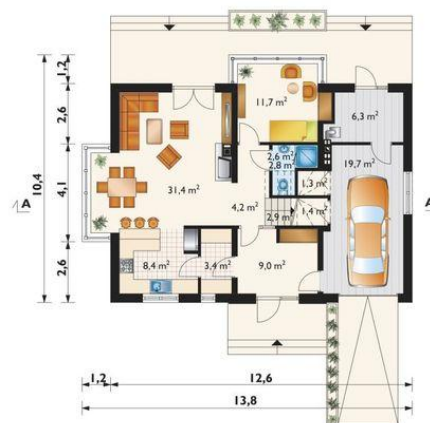 1,2
2,6
4,1
2,6
10,4
11,7 m²
6,3 m²
2,6 m²
2,8 m²
19,7 m²
31,4 m²
1,3 m²
4,2 m²
2,9 m²
1,4 m²
A
A
8,4 m²
3,4 m²
9,0 m²
1,2
12,6
13,8